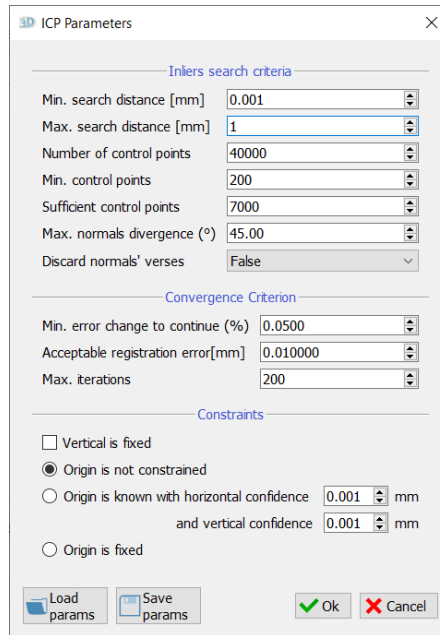 3D ICP Parameters
Inliers search criteria
Min. search distance [mm] 0.001
Max. search distance [mm] 1
Number of control points 40000
Min. control points 200
Sufficient control points 7000
Max. normals divergence (°) 45.00
Discard normals' verses False
Convergence Criterion
Min. error change to continue (%) 0.0500
Acceptable registration error[mm] 0.010000
Max. iterations 200
Constraints
Vertical is fixed
Origin is not constrained
Origin is known with horizontal confidence 0.001 mm
and vertical confidence 0.001 mm
Origin is fixed
Load params Save params Ok Cancel